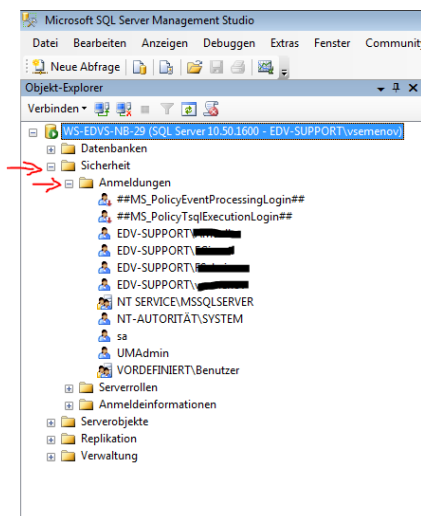 Microsoft SQL Server Management Studio
Datei Bearbeiten Anzeigen Debuggen Extras Fenster Community
Neue Abfrage
Objekt-Explorer
Verbinden
WS-EDVS-NB-29 (SQL Server 10.50.1600 - EDV-SUPPORT\vsemenov)
Datenbanken
Sicherheit
Anmeldungen
##MS_PolicyEventProcessingLogin##
##MS_PolicyTsqlExecutionLogin##
EDV-SUPPORT\
EDV-SUPPORT\
EDV-SUPPORT\
EDV-SUPPORT\
NT SERVICE\MSSQLSERVER
NT-AUTORITÄT\SYSTEM
sa
UMAdmin
VORDEFINIERT\Benutzer
Serverrollen
Anmeldeinformationen
Serverobjekte
Replikation
Verwaltung